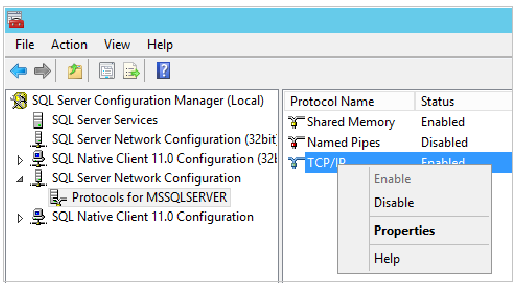 File Action View Help
SQL Server Configuration Manager (Local)
SQL Server Services
SQL Server Network Configuration (32bit
SQL Native Client 11.0 Configuration (32
SQL Server Network Configuration
Protocols for MSSQLSERVER
SQL Native Client 11.0 Configuration
Protocol Name Status
Shared Memory Enabled
Named Pipes Disabled
TCP/IP Enabled
Enable
Disable
Properties
Help